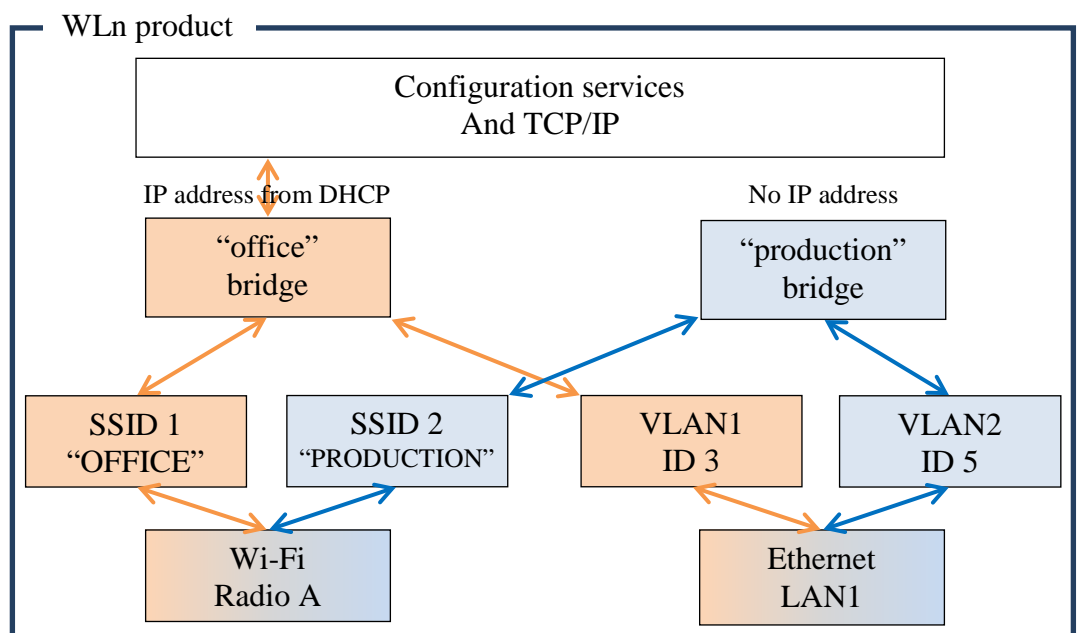 WLn product
Configuration services
And TCP/IP
IP address from DHCP
No IP address
“office”
bridge
“production”
bridge
SSID 1
“OFFICE”
SSID 2
“PRODUCTION”
VLAN1
ID 3
VLAN2
ID 5
Wi-Fi
Radio A
Ethernet
LAN1